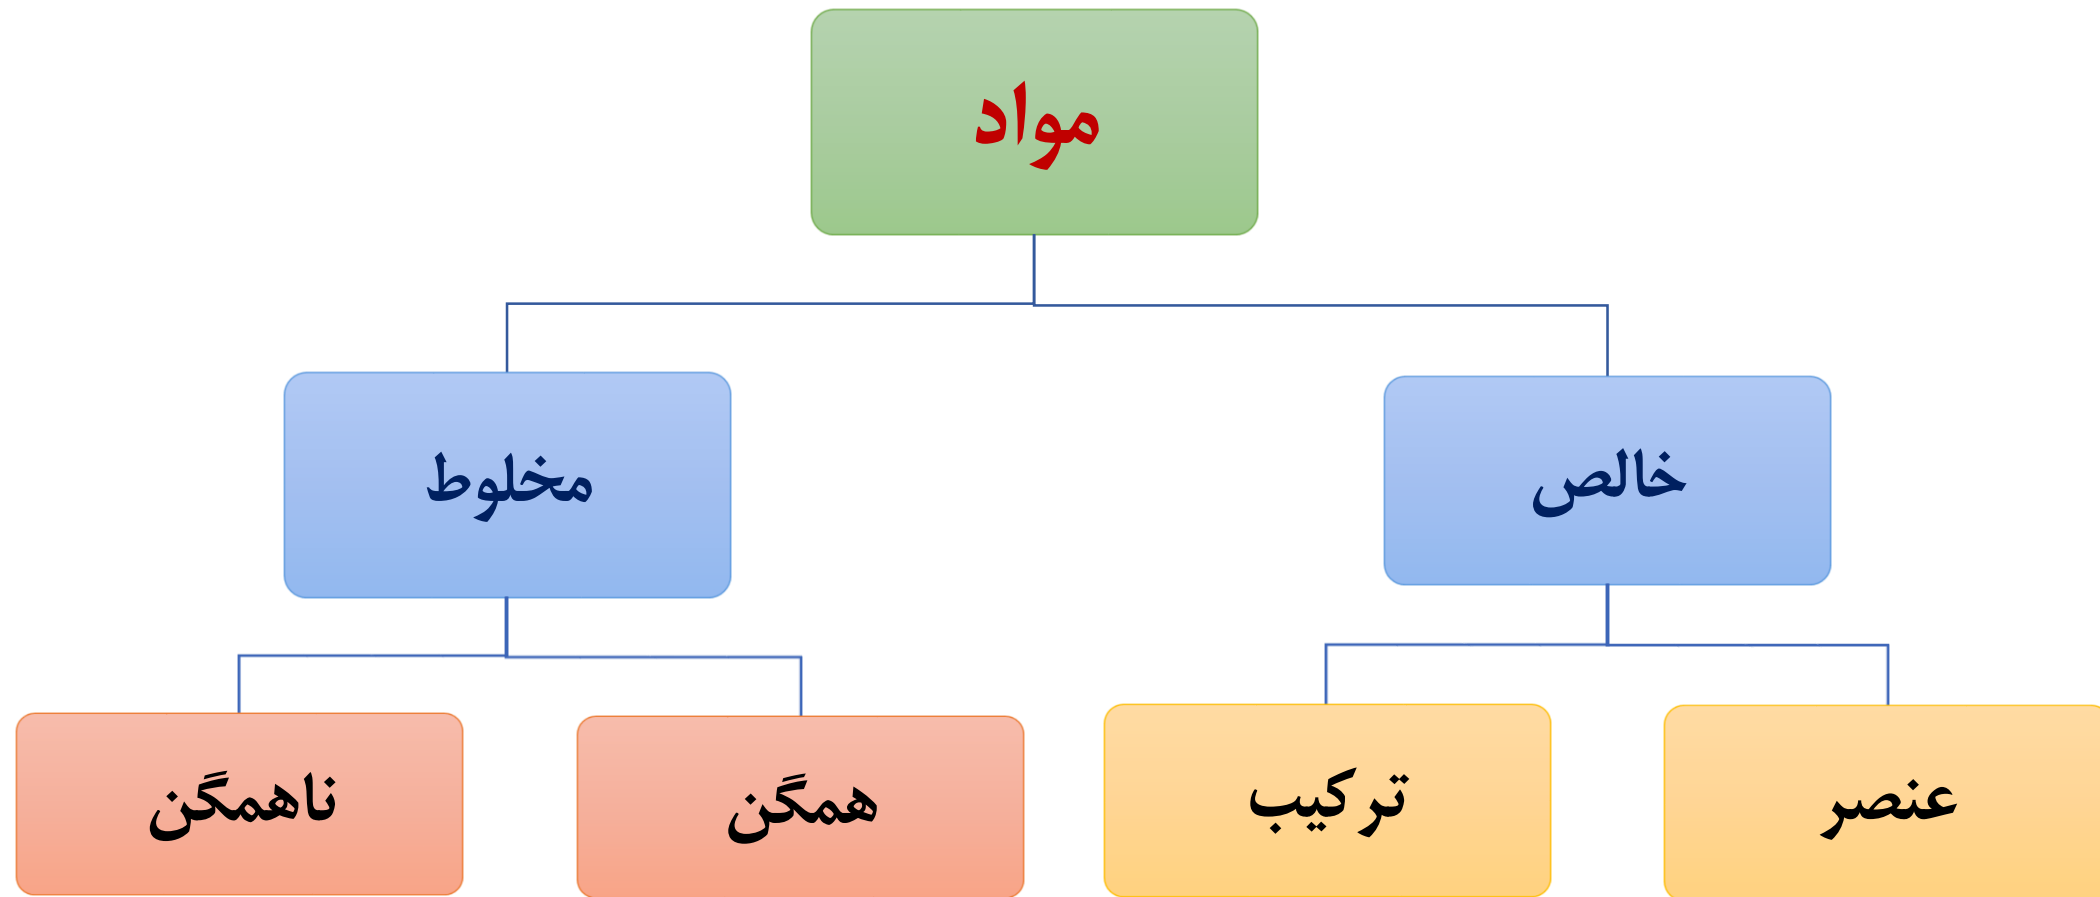 مواد
خالص
مخلوط
عنصر
ترکیب
همگن
ناهمگن